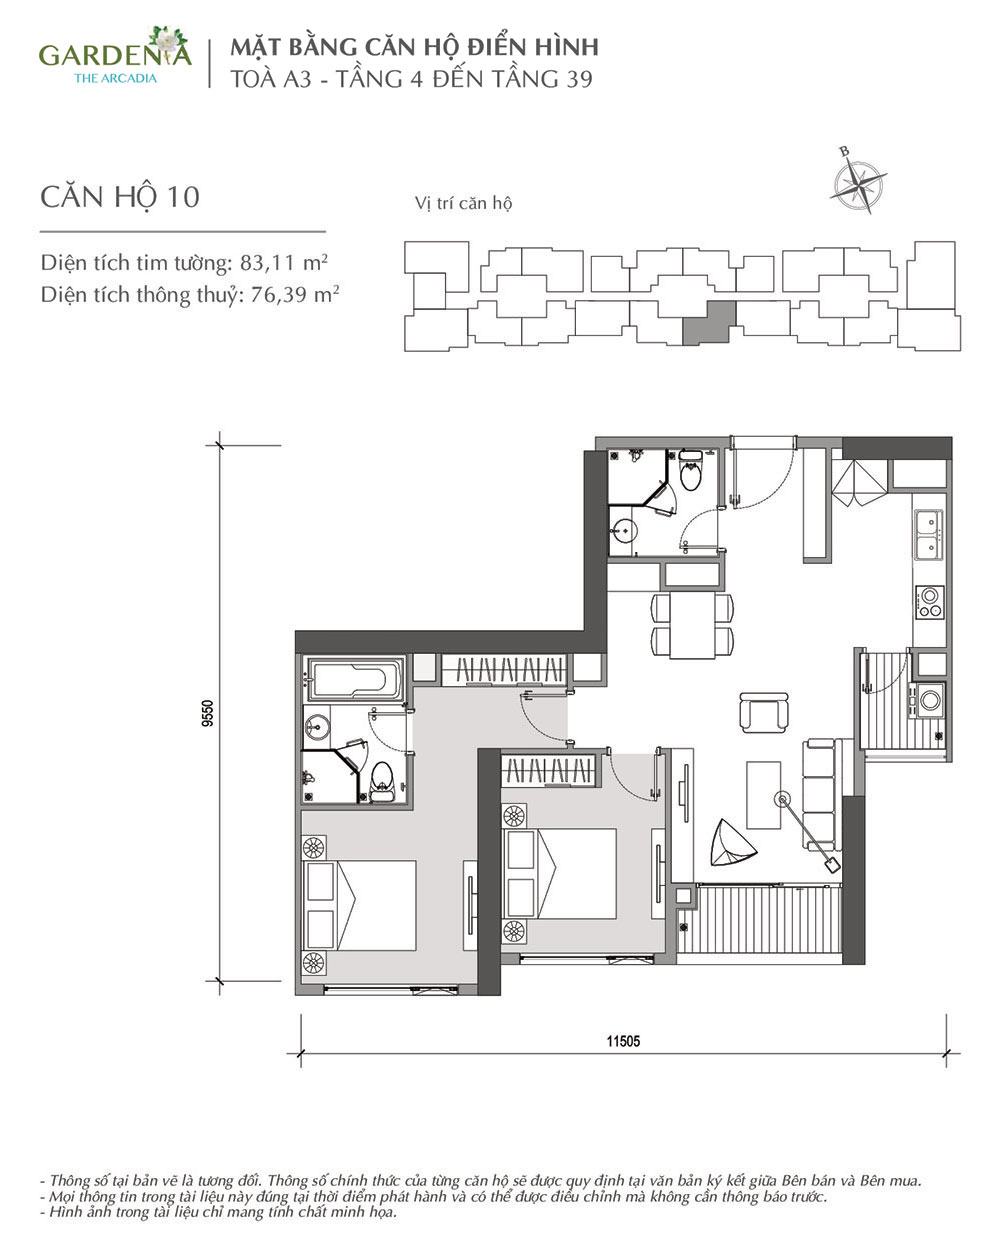 GARDENIA
THE ARCADIA
MẶT BẰNG CĂN HỘ ĐIỂN HÌNH
TOÀ A3 - TẦNG 4 ĐẾN TẦNG 39
B
CĂN HỘ 10
Vị trí căn hộ
Diện tích tim tường: 83,11 m²
Diện tích thông thuỷ: 76,39 m²
9550
11505
- Thông số tại bản vẽ là tương đối. Thông số chính thức của từng căn hộ sẽ được quy định tại văn bản ký kết giữa Bên bán và Bên mua.
- Mọi thông tin trong tài liệu này đúng tại thời điểm phát hành và có thể được điều chỉnh mà không cần thông báo trước.
- Hình ảnh trong tài liệu chỉ mang tính chất minh họa.